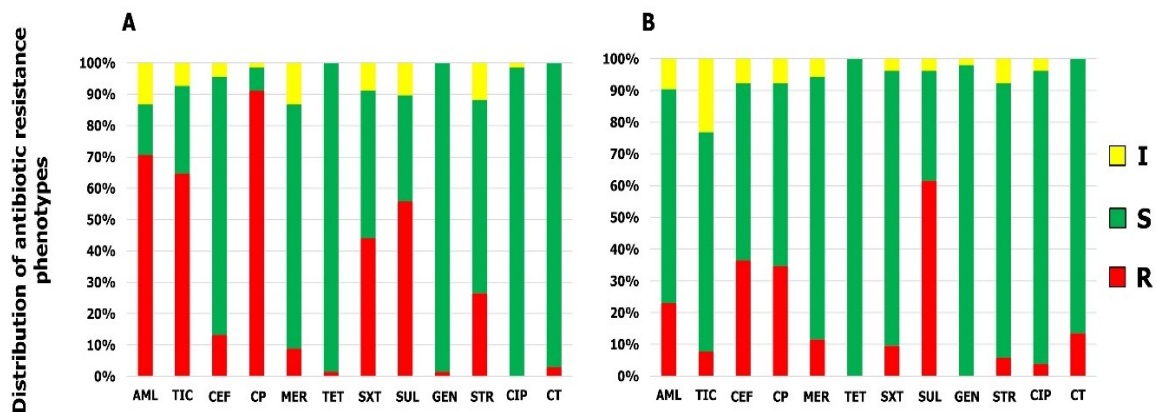 Distribution of antibiotic resistance
phenotypes
A
100%
90%
80%
70%
60%
50%
40%
30%
20%
10%
0%
AML TIC CEF CP MER TET SXT SUL GEN STR CIP CT
B
100%
90%
80%
70%
60%
50%
40%
30%
20%
10%
0%
AML TIC CEF CP MER TET SXT SUL GEN STR CIP CT
I
S
R